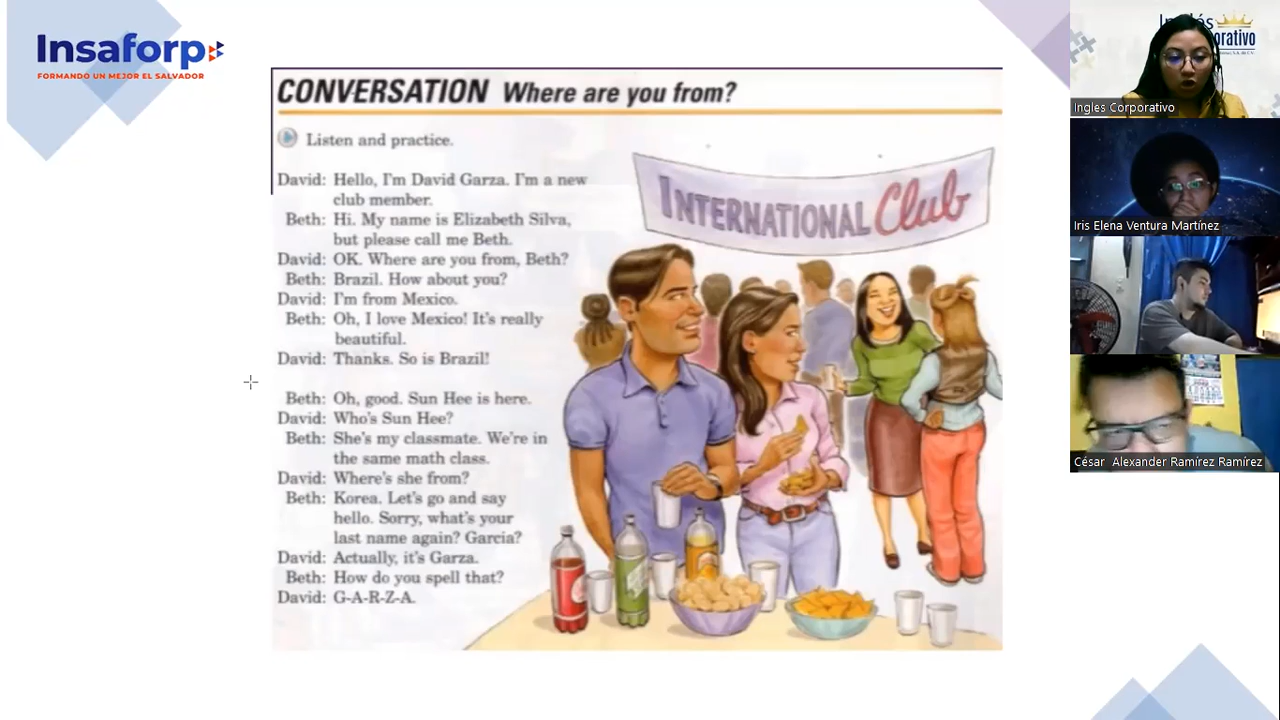 Insaforp
FORMANDO UN MEJOR EL SALVADOR
CONVERSATION Where are you from?
Listen and practice.
David: Hello, I'm David Garza. I'm a new
club member.
Beth: Hi. My name is Elizabeth Silva,
but please call me Beth.
David: OK. Where are you from, Beth?
Beth: Brazil. How about you?
David: I'm from Mexico.
Beth: Oh, I love Mexico! It's really
beautiful.
David: Thanks. So is Brazil!
Beth: Oh, good. Sun Hee is here.
David: Who's Sun Hee?
Beth: She's my classmate. We're in
the same math class.
David: Where's she from?
Beth: Korea. Let's go and say
hello. Sorry, what's your
last name again? Garcia?
David: Actually, it's Garza.
Beth: How do you spell that?
David: G-A-R-Z-A.
INTERNATIONAL Club
Ingles Corporativo
Iris Elena Ventura Martínez
César Alexander Ramírez Ramírez